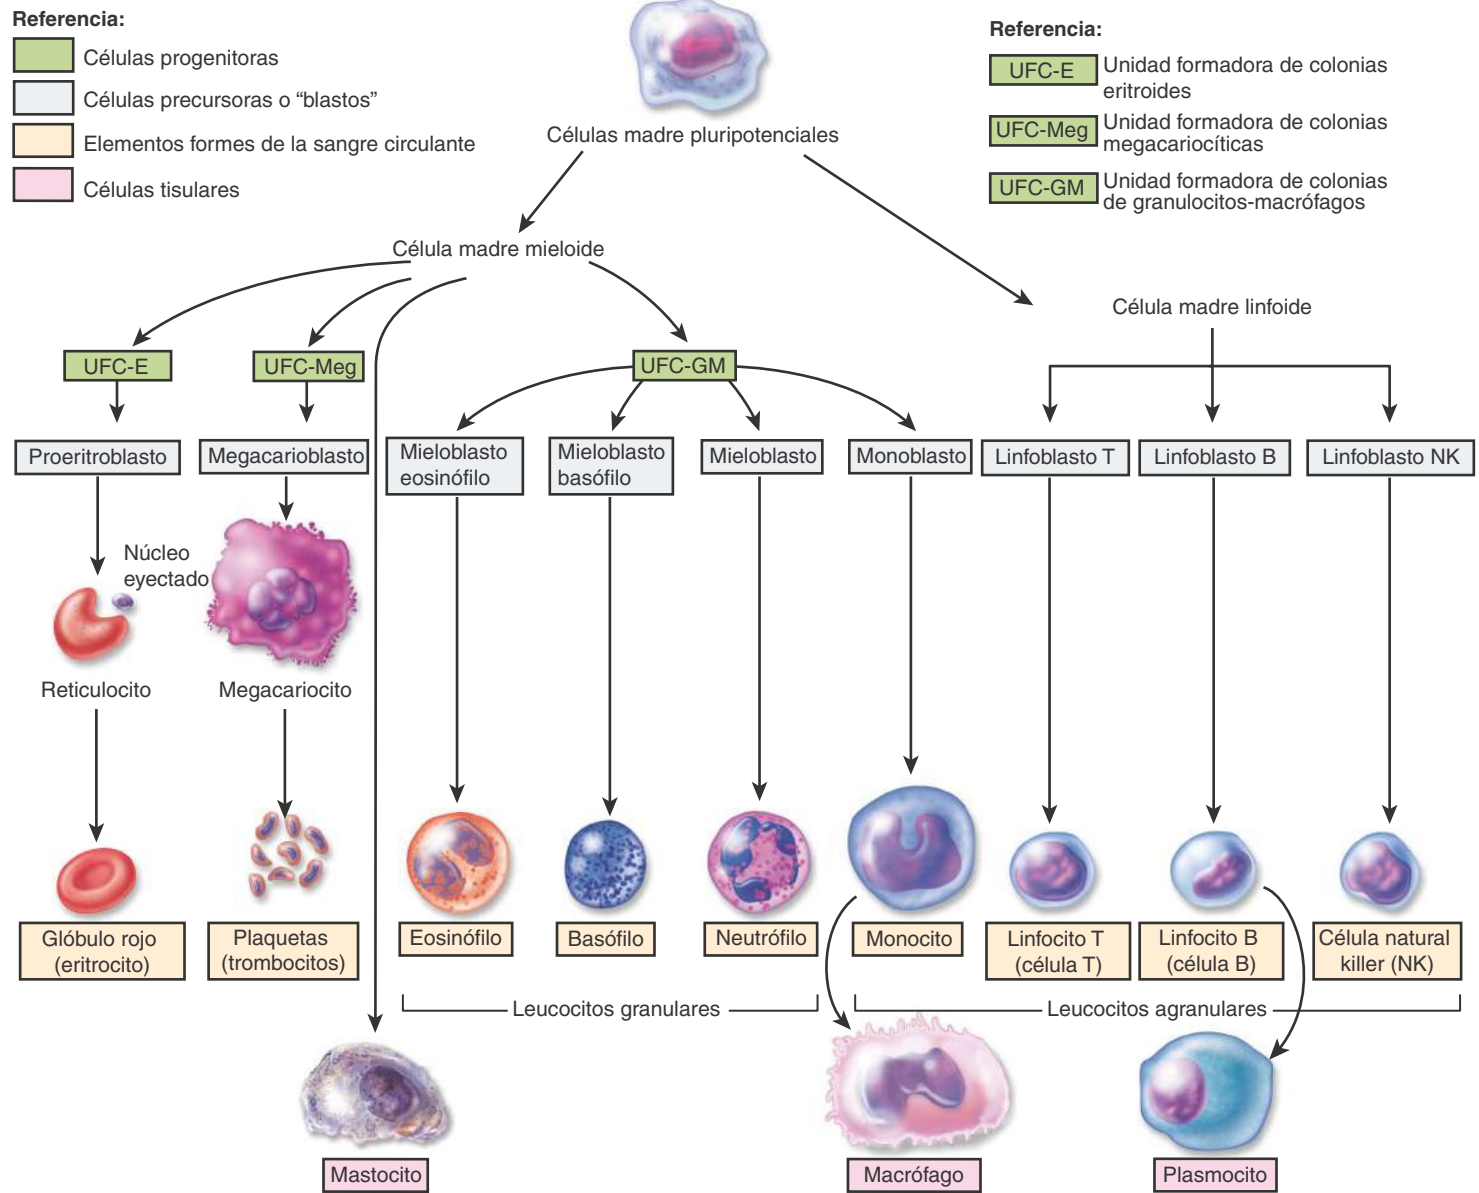 Referencia:
Células progenitoras
Células precursoras o “blastos”
Elementos formes de la sangre circulante
Células tisulares
Referencia:
UFC-E
Unidad formadora de colonias
eritroides
UFC-Meg
Unidad formadora de colonias
megacariocíticas
UFC-GM
Unidad formadora de colonias
de granulocitos-macrófagos
Células madre pluripotenciales
Célula madre mieloide
Célula madre linfoide
UFC-E
UFC-Meg
UFC-GM
Proeritroblasto
Megacarioblasto
Mieloblasto
eosinófilo
Mieloblasto
basófilo
Mieloblasto
Monoblasto
Linfoblasto T
Linfoblasto B
Linfoblasto NK
Núcleo
eyectado
Reticulocito
Megacariocito
Glóbulo rojo
(eritrocito)
Plaquetas
(trombocitos)
Eosinófilo
Basófilo
Neutrófilo
Monocito
Linfocito T
(célula T)
Linfocito B
(célula B)
Célula natural
killer (NK)
Leucocitos granulares
Leucocitos agranulares
Mastocito
Macrófago
Plasmocito